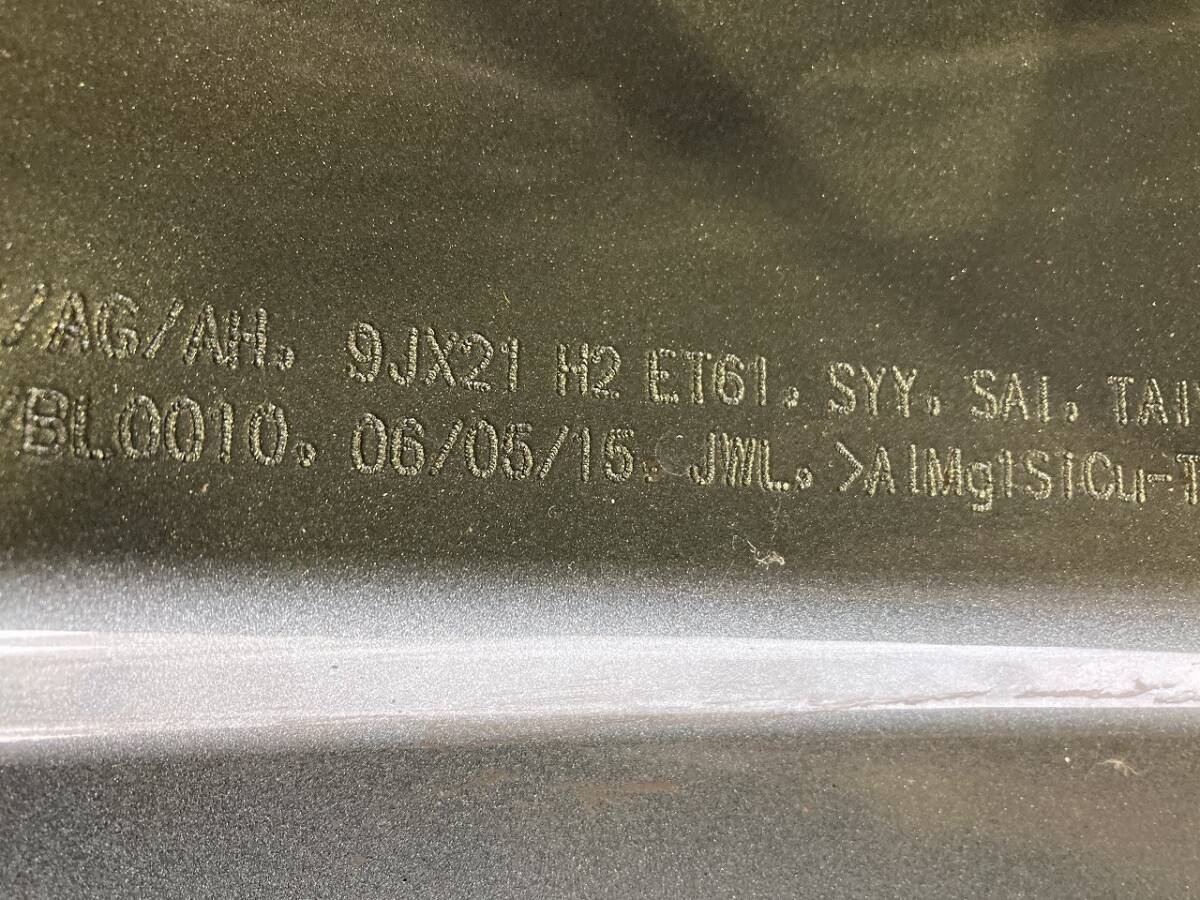 /AG/AH. 9JX21 H2 ET61. SYY. SAI. TAI
BL0010. 06/05/15. JWL. >AlMg1SiCu-T